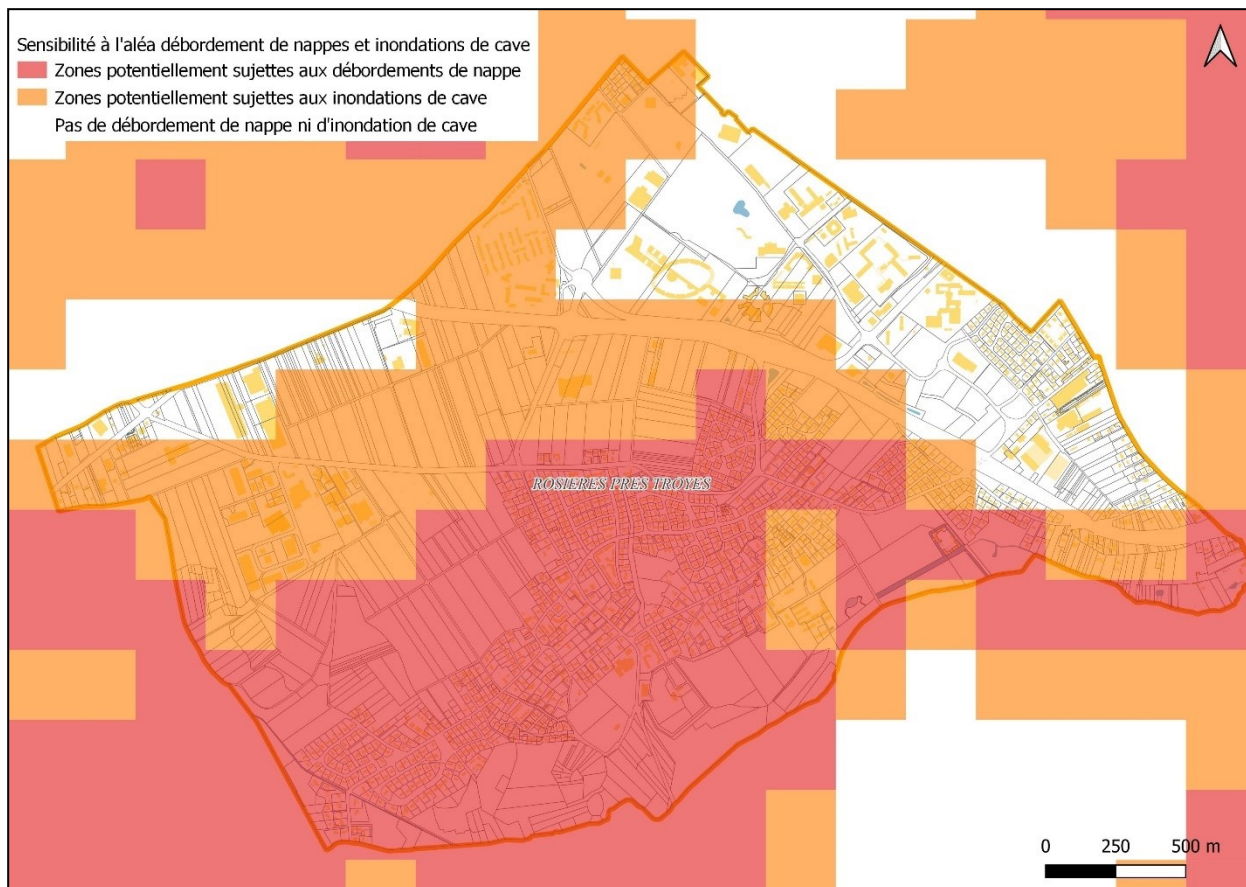 Sensibilité à l'aléa débordement de nappes et inondations de cave
Zones potentiellement sujettes aux débordements de nappe
Zones potentiellement sujettes aux inondations de cave
Pas de débordement de nappe ni d'inondation de cave
ROSIERES PRES TROYES
0 250 500 m